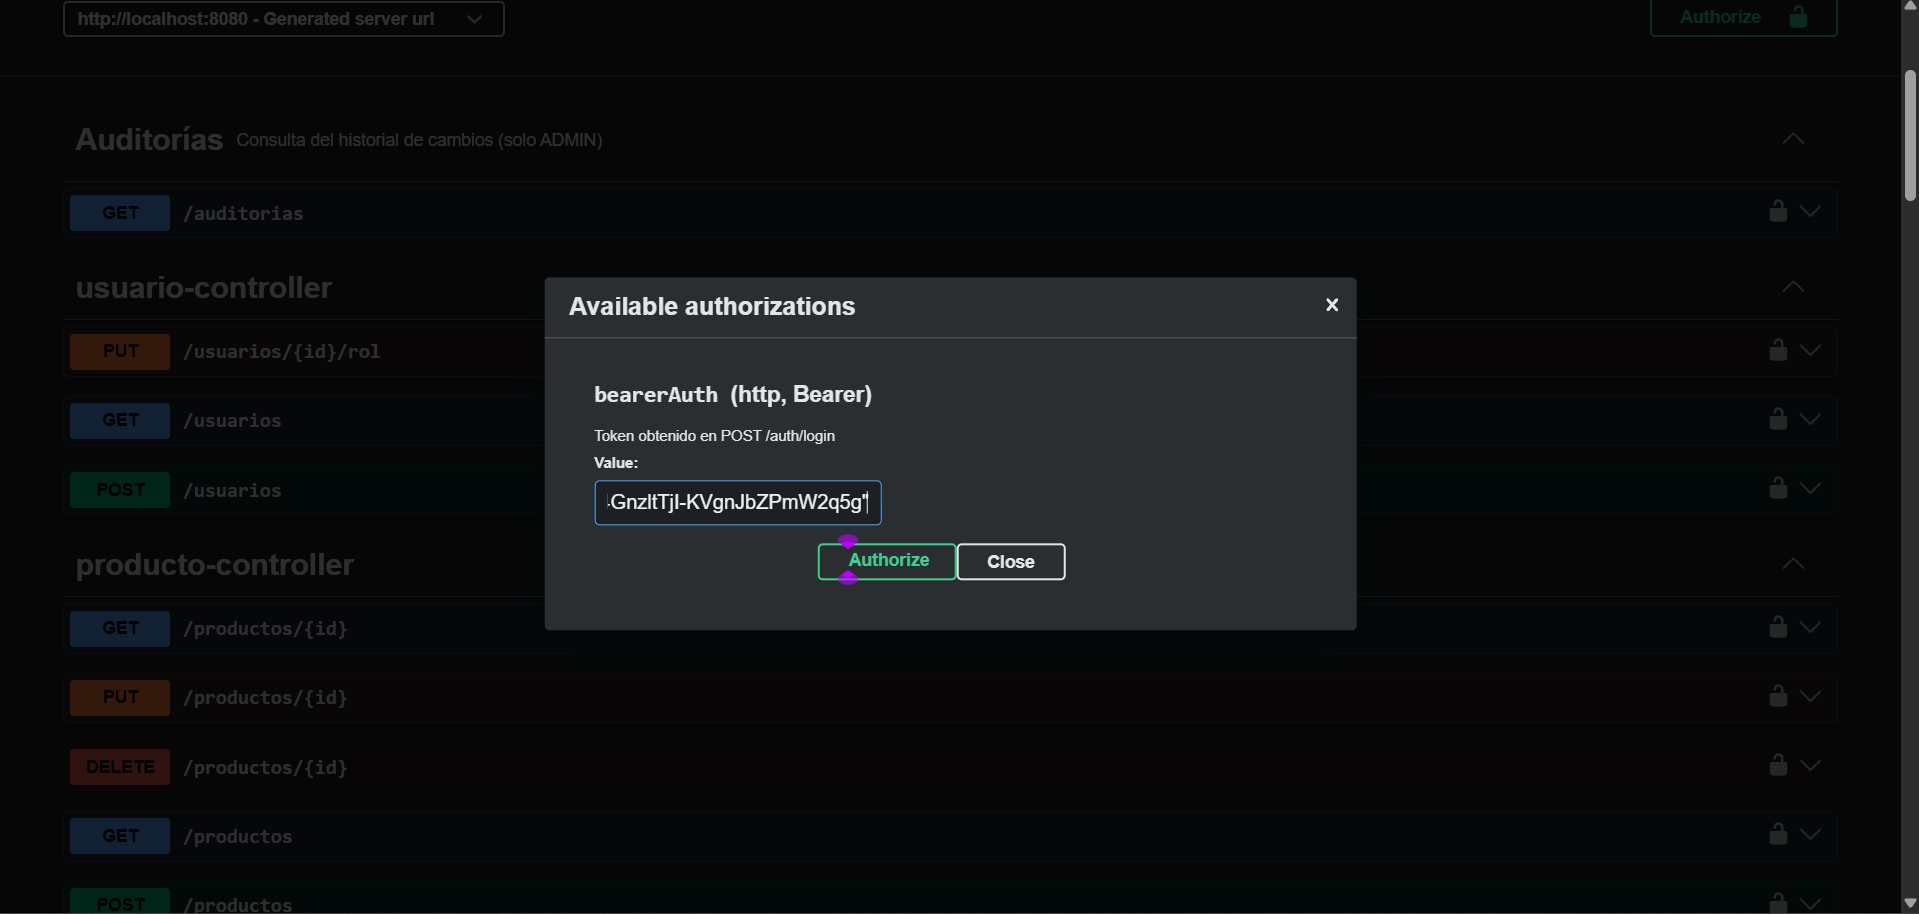 http://localhost:8080 - Generated server url
Authorize
Auditorías Consulta del historial de cambios (solo ADMIN)
GET /auditorias
usuario-controller
PUT /usuarios/{id}/rol
GET /usuarios
POST /usuarios
Available authorizations
bearerAuth (http, Bearer)
Token obtenido en POST /auth/login
Value:
GnzltTjI-KVgnJbZPmW2q5g"
Authorize Close
producto-controller
GET /productos/{id}
PUT /productos/{id}
DELETE /productos/{id}
GET /productos
POST /productos